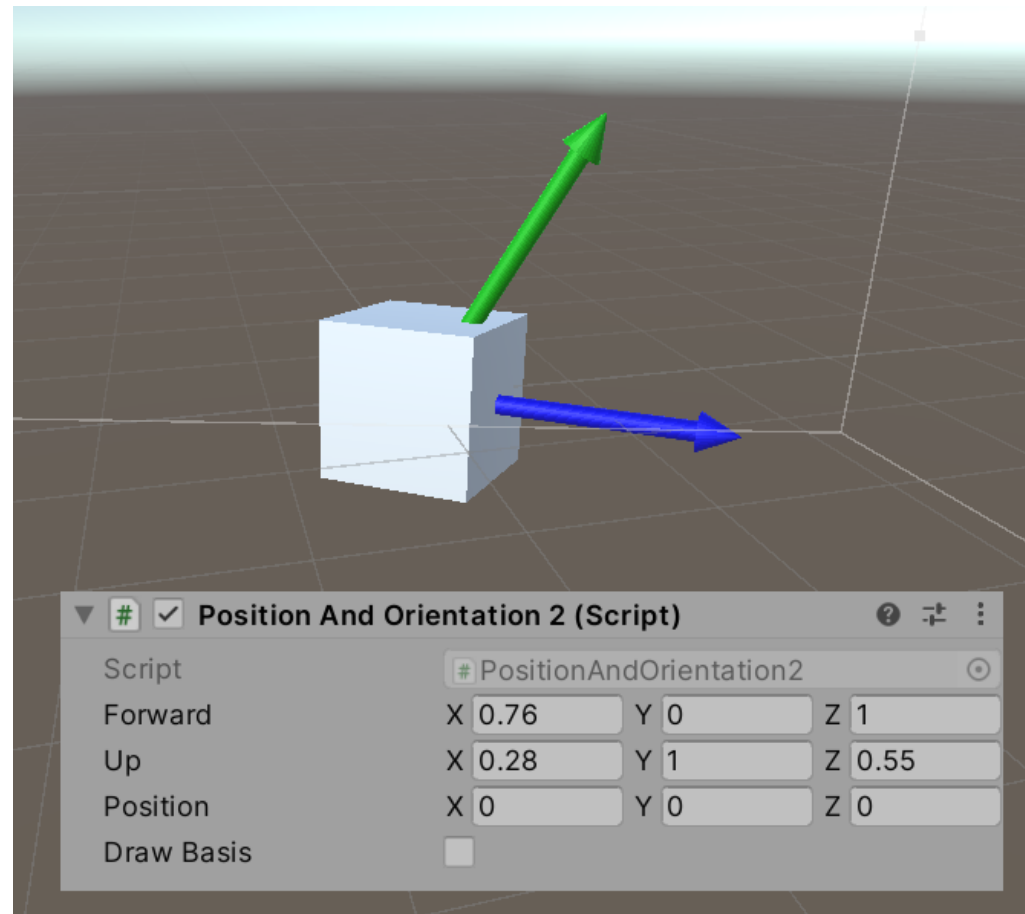 # Position And Orientation 2 (Script) ?
Script # PositionAndOrientation2
Forward X 0.76 Y 0 Z 1
Up X 0.28 Y 1 Z 0.55
Position X 0 Y 0 Z 0
Draw Basis